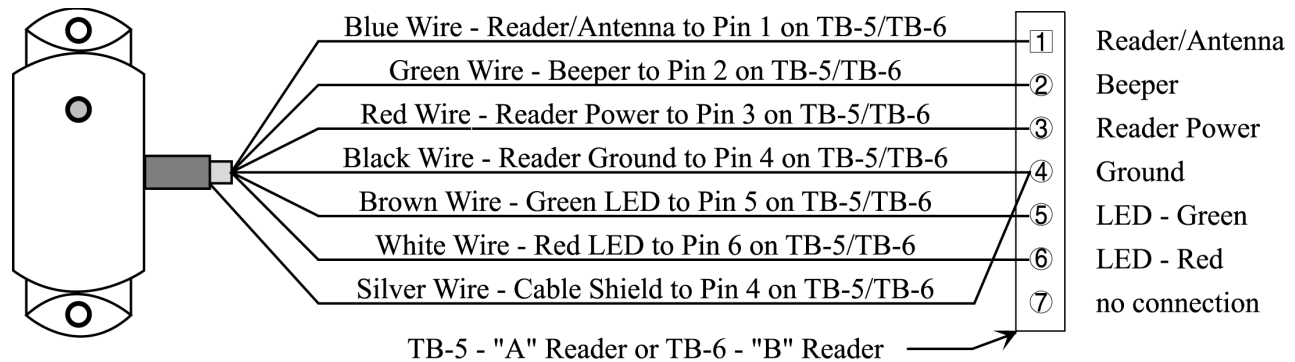 Blue Wire - Reader/Antenna to Pin 1 on TB-5/TB-6
1 Reader/Antenna
Green Wire - Beeper to Pin 2 on TB-5/TB-6
② Beeper
Red Wire - Reader Power to Pin 3 on TB-5/TB-6
③ Reader Power
Black Wire - Reader Ground to Pin 4 on TB-5/TB-6
④ Ground
Brown Wire - Green LED to Pin 5 on TB-5/TB-6
⑤ LED - Green
White Wire - Red LED to Pin 6 on TB-5/TB-6
⑥ LED - Red
Silver Wire - Cable Shield to Pin 4 on TB-5/TB-6
⑦ no connection
TB-5 - "A" Reader or TB-6 - "B" Reader